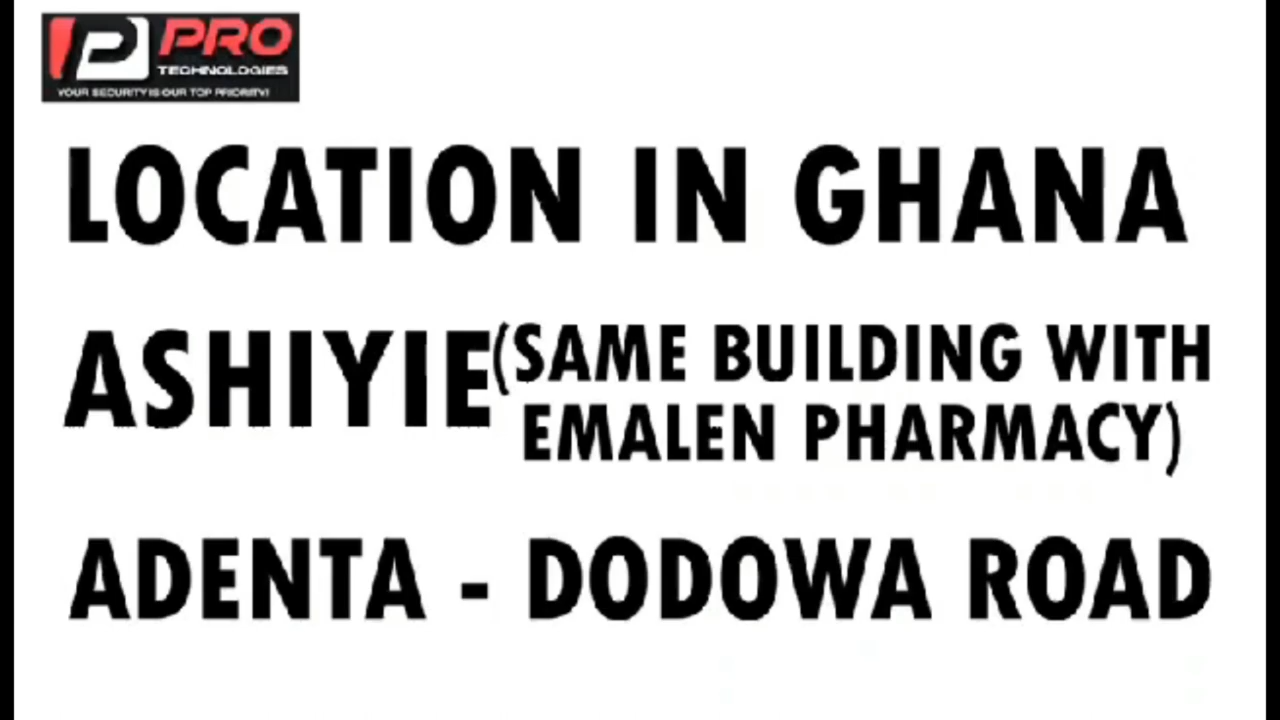 PRO
TECHNOLOGIES
YOUR SECURITY IS OUR TOP PRIORITY!
LOCATION IN GHANA
ASHIYIE (SAME BUILDING WITH
EMALEN PHARMACY)
ADENTA - DODOWA ROAD